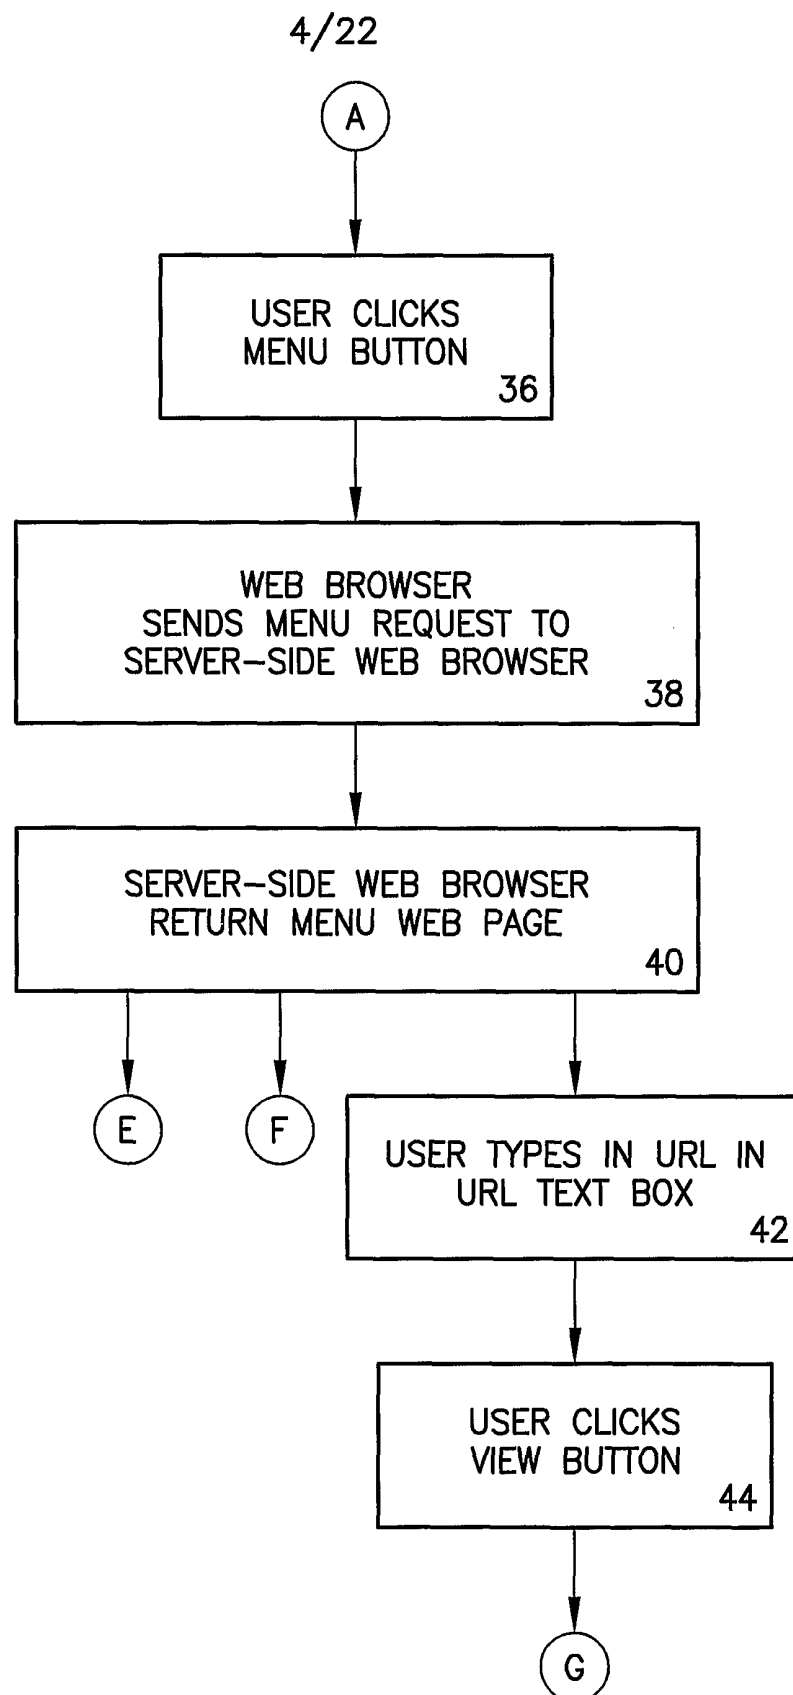 4/22
A
USER CLICKS
MENU BUTTON
36
WEB BROWSER
SENDS MENU REQUEST TO
SERVER-SIDE WEB BROWSER
38
SERVER-SIDE WEB BROWSER
RETURN MENU WEB PAGE
40
E
F
USER TYPES IN URL IN
URL TEXT BOX
42
USER CLICKS
VIEW BUTTON
44
G